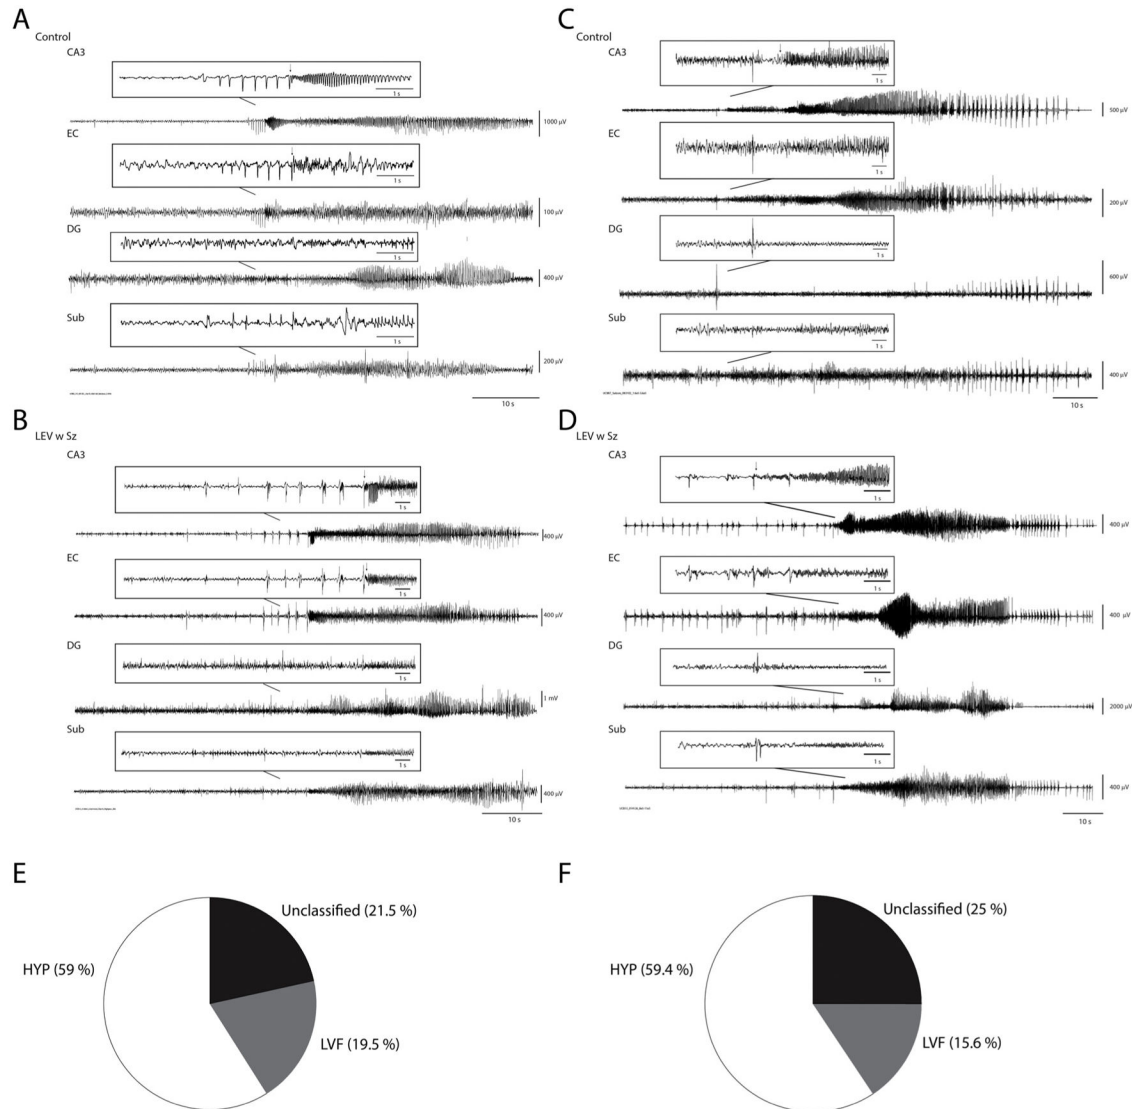 A
Control
CA3
1 s
1000 µV
EC
1 s
100 µV
DG
1 s
400 µV
Sub
1 s
200 µV
10 s
B
LEV w Sz
CA3
1 s
400 µV
EC
1 s
400 µV
DG
1 s
1 mV
Sub
1 s
400 µV
10 s
C
Control
CA3
1 s
500 µV
EC
1 s
200 µV
DG
1 s
600 µV
Sub
1 s
400 µV
10 s
D
LEV w Sz
CA3
1 s
400 µV
EC
1 s
400 µV
DG
1 s
2000 µV
Sub
1 s
400 µV
10 s
E
Unclassified (21.5 %)
HYP (59 %)
LVF (19.5 %)
F
Unclassified (25 %)
HYP (59.4 %)
LVF (15.6 %)